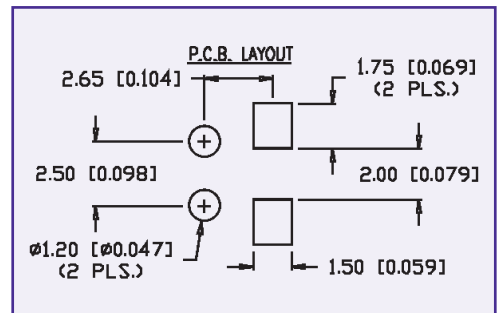 P.C.B. LAYOUT
2.65 [0.104]
1.75 [0.069]
(2 PLS.)
2.50 [0.098]
2.00 [0.079]
ø1.20 [ø0.047]
(2 PLS.)
1.50 [0.059]